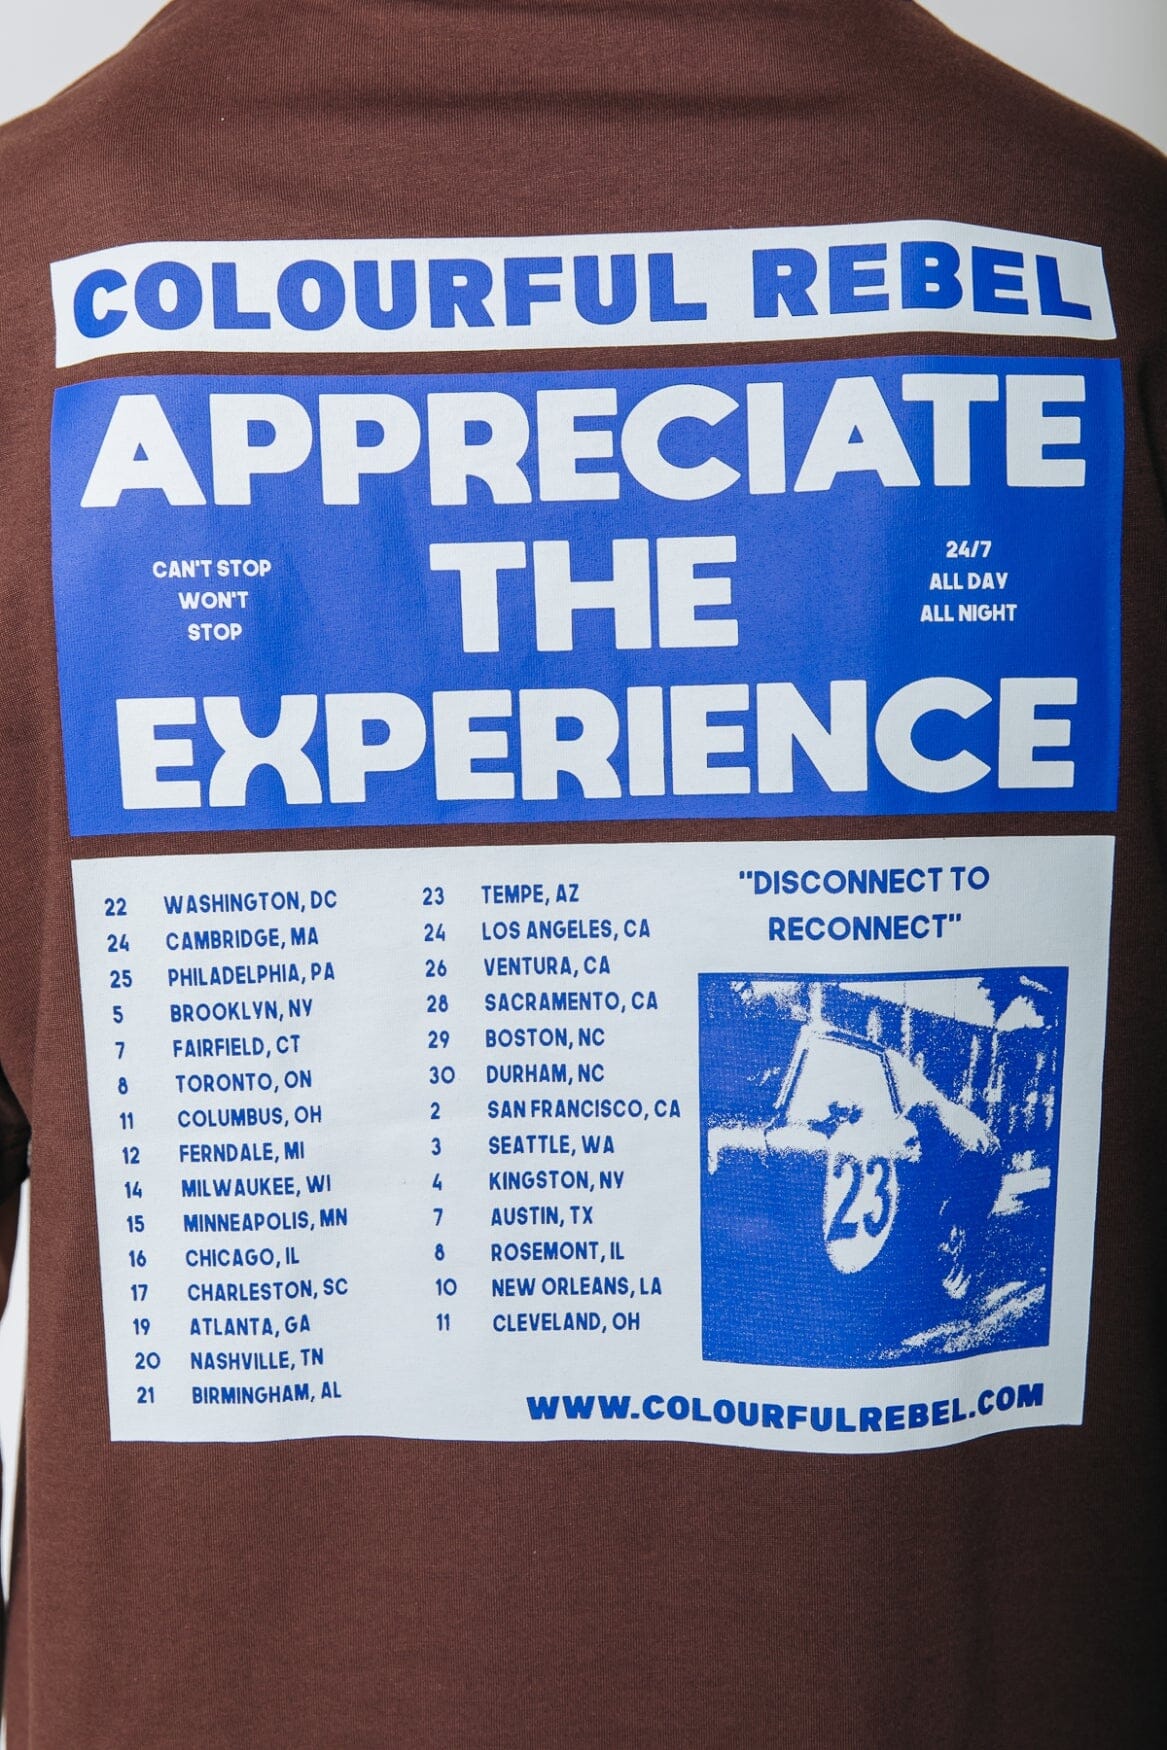 COLOURFUL REBEL
APPRECIATE
THE
EXPERIENCE
CAN'T STOP
WON'T
STOP
24/7
ALL DAY
ALL NIGHT
22 WASHINGTON, DC
24 CAMBRIDGE, MA
25 PHILADELPHIA, PA
5 BROOKLYN, NY
7 FAIRFIELD, CT
8 TORONTO, ON
11 COLUMBUS, OH
12 FERNDALE, MI
14 MILWAUKEE, WI
15 MINNEAPOLIS, MN
16 CHICAGO, IL
17 CHARLESTON, SC
19 ATLANTA, GA
20 NASHVILLE, TN
21 BIRMINGHAM, AL
23 TEMPE, AZ
24 LOS ANGELES, CA
26 VENTURA, CA
28 SACRAMENTO, CA
29 BOSTON, NC
30 DURHAM, NC
2 SAN FRANCISCO, CA
3 SEATTLE, WA
4 KINGSTON, NY
7 AUSTIN, TX
8 ROSEMONT, IL
10 NEW ORLEANS, LA
11 CLEVELAND, OH
"DISCONNECT TO
RECONNECT"
23
WWW.COLOURFULREBEL.COM